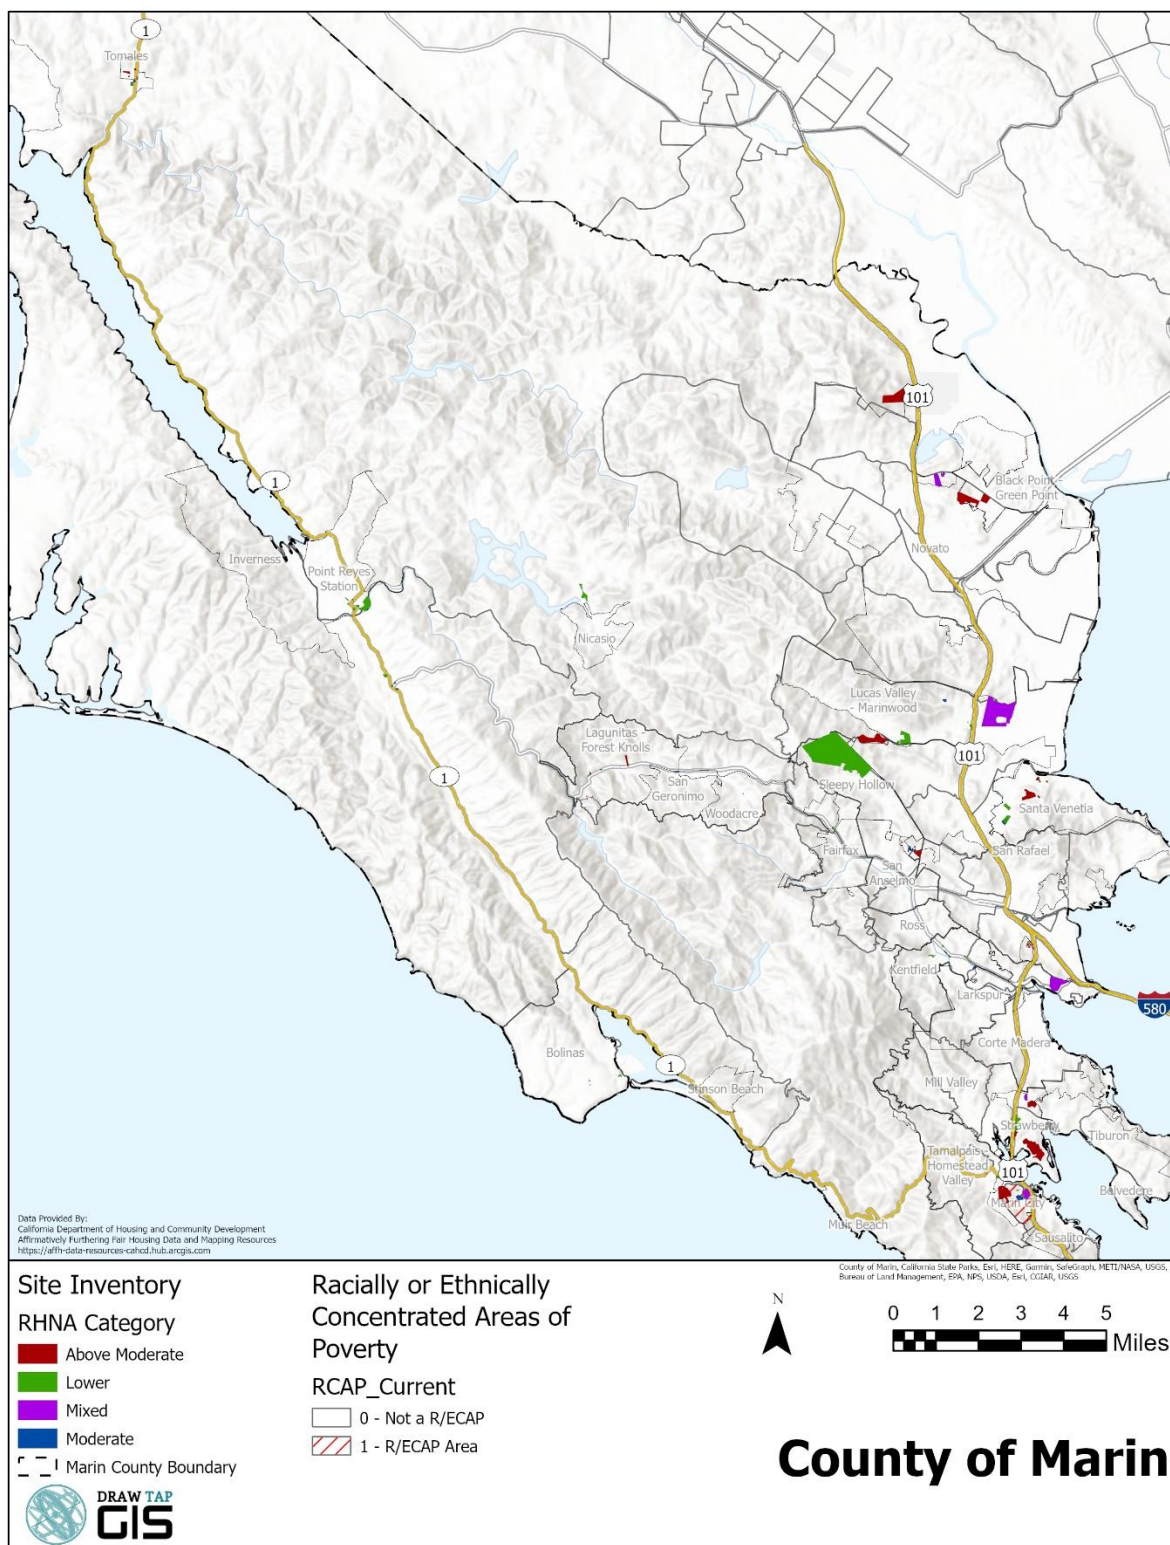 1
Tomales
101
Black Point -
Green Point
1
Novato
Inverness
Point Reyes
Station
Nicasio
Lucas Valley
- Marinwood
Lagunitas -
Forest Knolls
101
1
San
Geronimo
Sleepy Hollow
Woodacre
Santa Venetia
Fairfax
San
Anselmo
San Rafael
Ross
Kentfield
Larkspur
580
Bolinas
Corte Madera
1
Stinson Beach
Mill Valley
Strawberry
Tiburon
Tamalpais -
Homestead
Valley
101
Belvedere
Marin City
Muir Beach
Sausalito
Data Provided By:
California Department of Housing and Community Development
Affirmatively Furthering Fair Housing Data and Mapping Resources
https://affh-data-resources-cahcd.hub.arcgis.com
County of Marin, California State Parks, Esri, HERE, Garmin, SafeGraph, METI/NASA, USGS,
Bureau of Land Management, EPA, NPS, USDA, Esri, CGIAR, USGS
Site Inventory
RHNA Category
Above Moderate
Lower
Mixed
Moderate
Marin County Boundary
Racially or Ethnically
Concentrated Areas of
Poverty
RCAP_Current
0 - Not a R/ECAP
1 - R/ECAP Area
N
0 1 2 3 4 5
Miles
County of Marin
DRAW TAP
GIS